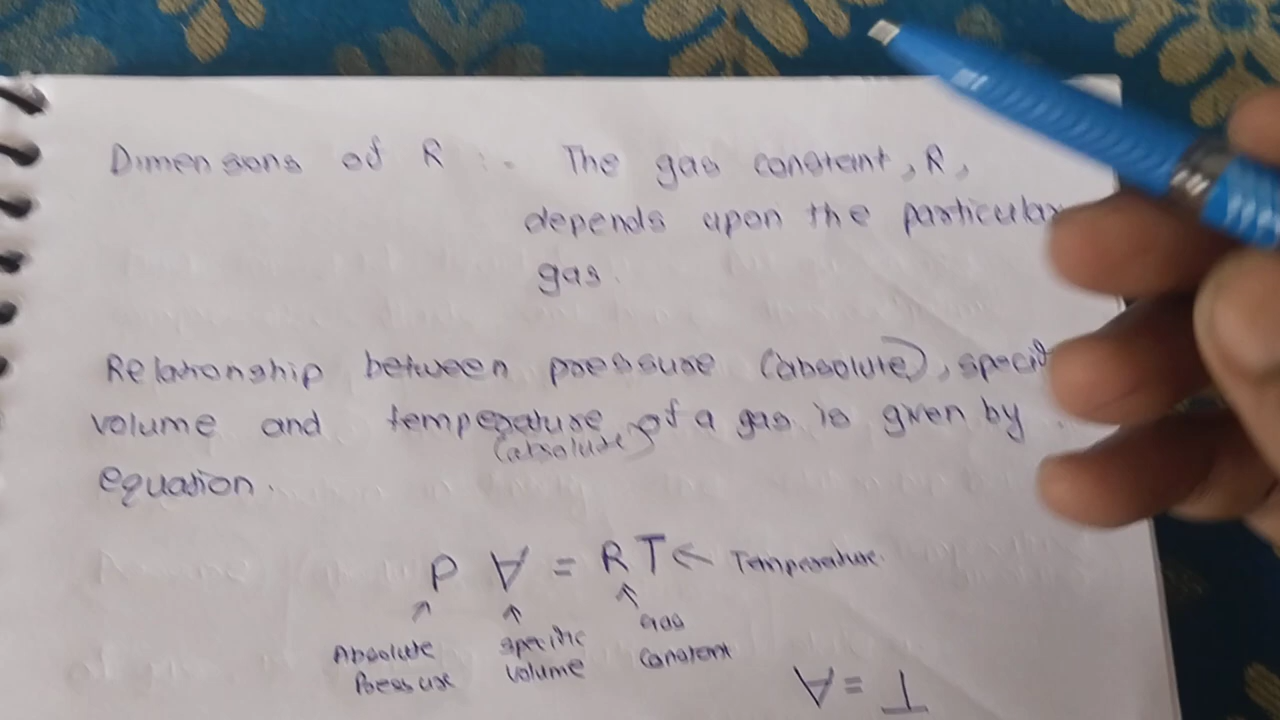 Dimensions of R :- The gas constant, R,
depends upon the particular
gas.
Relationship between pressure (absolute), specif
volume and temperature of a gas is given by
(absolute)
equation.
P ∀ = R T ← Temperature.
↑ ↑ ↑
Absolute Pressure
specific volume
Gas Constant